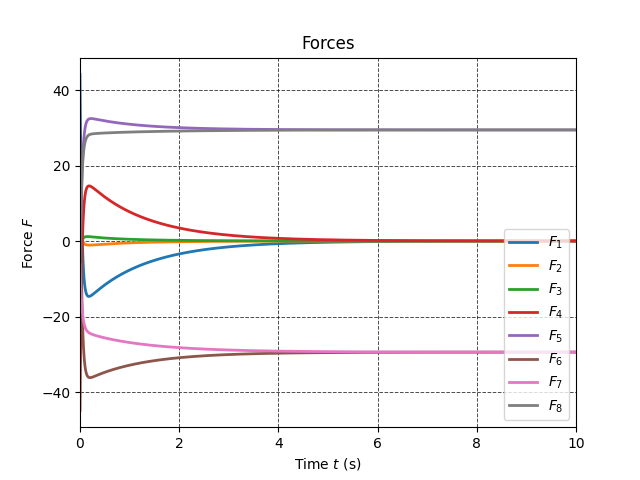 Forces
Force F
40
20
0
−20
−40
F₁
F₂
F₃
F₄
F₅
F₆
F₇
F₈
0 2 4 6 8 10
Time t (s)